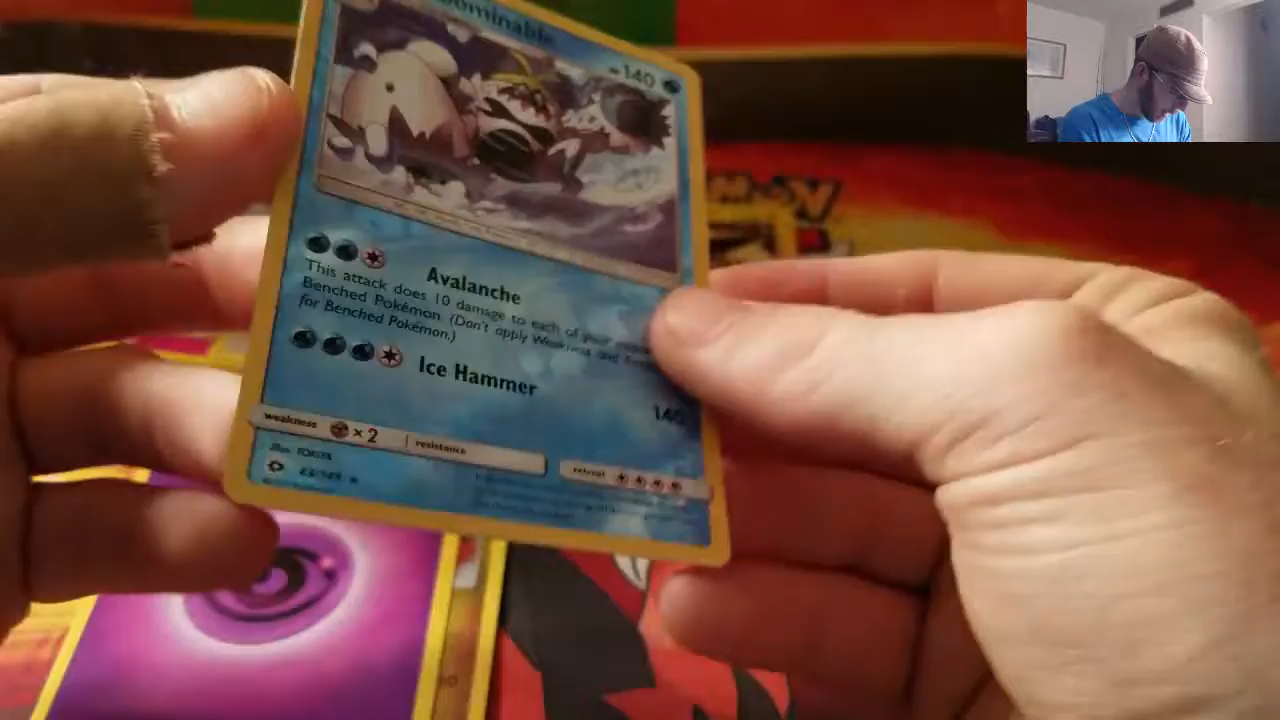 140
Avalanche
This attack does 10 damage to each of your
Benched Pokémon. (Don't apply Weakness and
for Benched Pokémon.)
Ice Hammer
140
weakness ×2 resistance
retreat